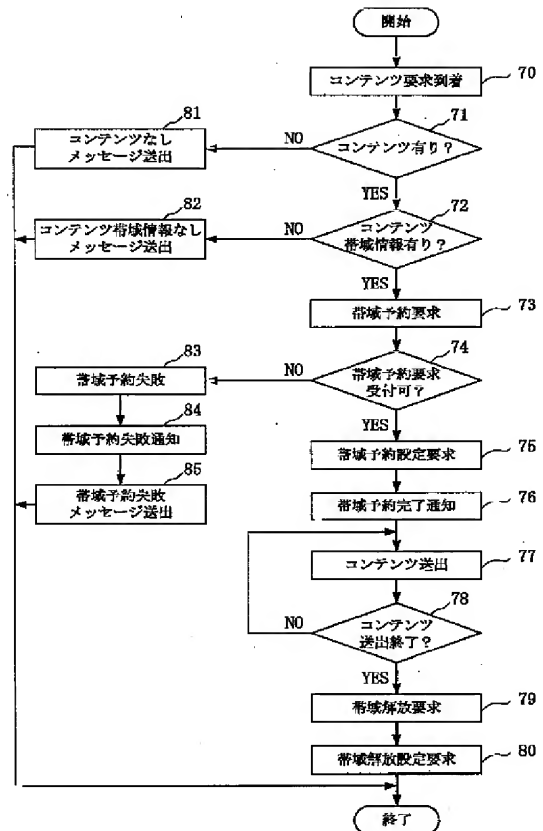 開始
コンテンツ要求到着
70
71
コンテンツ有り?
NO
81
コンテンツなし
メッセージ送出
YES
72
コンテンツ
帯域情報有り?
NO
82
コンテンツ帯域情報なし
メッセージ送出
YES
帯域予約要求
73
74
帯域予約要求
受付可?
NO
83
帯域予約失敗
84
帯域予約失敗通知
85
帯域予約失敗
メッセージ送出
YES
帯域予約設定要求
75
帯域予約完了通知
76
コンテンツ送出
77
78
コンテンツ
送出終了?
NO
YES
帯域解放要求
79
帯域解放設定要求
80
終了